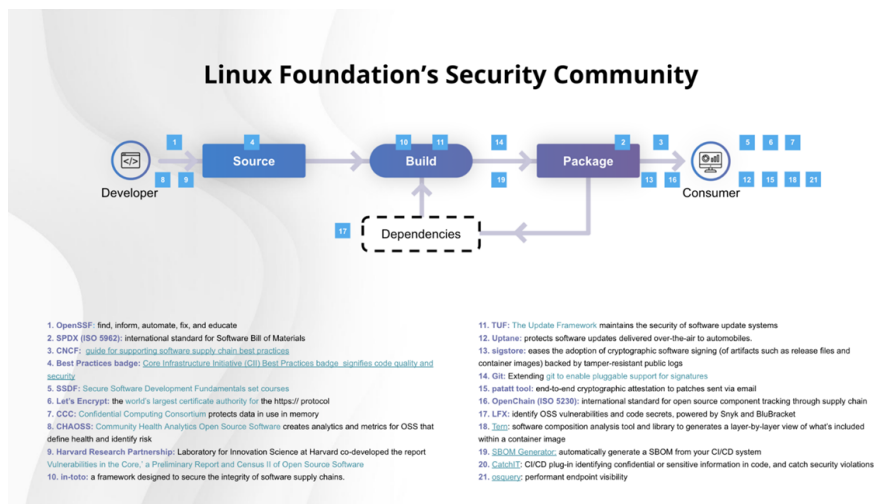 Linux Foundation's Security Community
1
4
10
11
14
2
3
5
6
7
</>
Source
Build
Package
8
9
19
13
16
12
15
18
21
Developer
Consumer
17
Dependencies
1. OpenSSF: find, inform, automate, fix, and educate
2. SPDX (ISO 5962): international standard for Software Bill of Materials
3. CNCF: guide for supporting software supply chain best practices
4. Best Practices badge: Core Infrastructure Initiative (CII) Best Practices badge signifies code quality and
security
5. SSDF: Secure Software Development Fundamentals set courses
6. Let's Encrypt: the world's largest certificate authority for the https:// protocol
7. CCC: Confidential Computing Consortium protects data in use in memory
8. CHAOSS: Community Health Analytics Open Source Software creates analytics and metrics for OSS that
define health and identify risk
9. Harvard Research Partnership: Laboratory for Innovation Science at Harvard co-developed the report
Vulnerabilities in the Core,' a Preliminary Report and Census II of Open Source Software
10. in-toto: a framework designed to secure the integrity of software supply chains.
11. TUF: The Update Framework maintains the security of software update systems
12. Uptane: protects software updates delivered over-the-air to automobiles.
13. sigstore: eases the adoption of cryptographic software signing (of artifacts such as release files and
container images) backed by tamper-resistant public logs
14. Git: Extending git to enable pluggable support for signatures
15. patatt tool: end-to-end cryptographic attestation to patches sent via email
16. OpenChain (ISO 5230): international standard for open source component tracking through supply chain
17. LFX: identify OSS vulnerabilities and code secrets, powered by Snyk and BluBracket
18. Tern: software composition analysis tool and library to generates a layer-by-layer view of what's included
within a container image
19. SBOM Generator: automatically generate a SBOM from your CI/CD system
20. CatchIT: CI/CD plug-in identifying confidential or sensitive information in code, and catch security violations
21. osquery: performant endpoint visibility